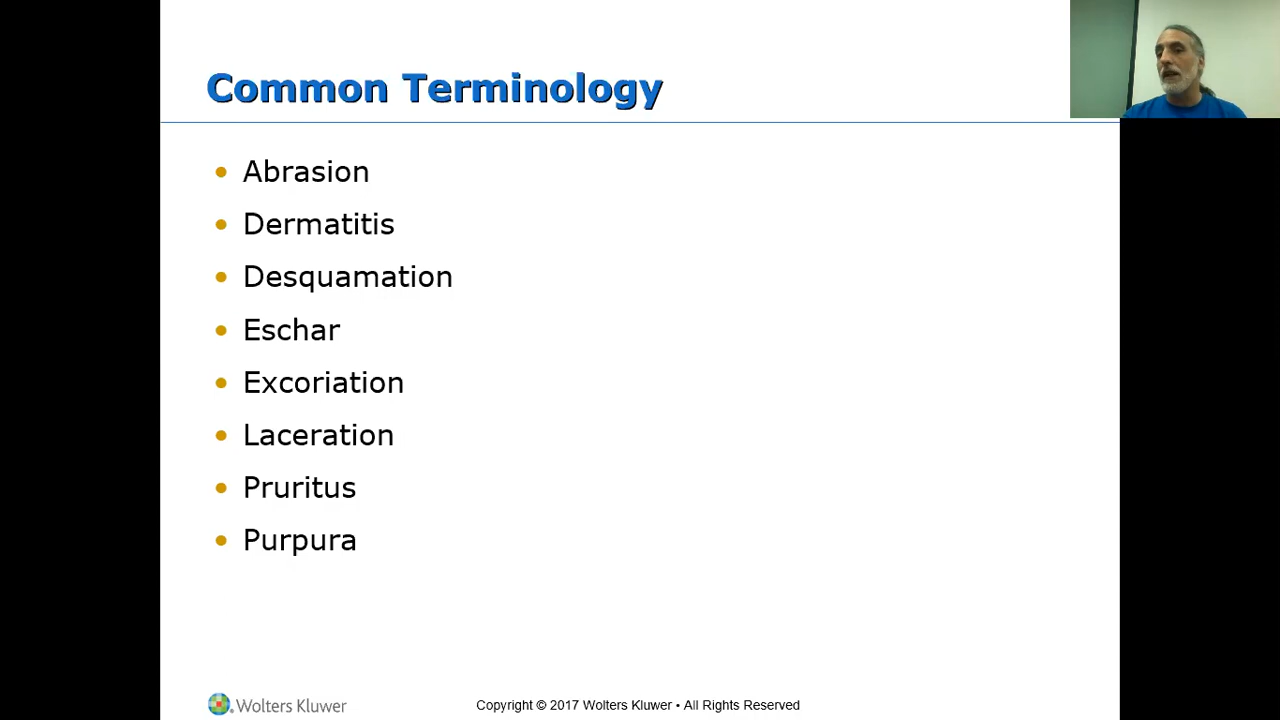 Common Terminology
• Abrasion
• Dermatitis
• Desquamation
• Eschar
• Excoriation
• Laceration
• Pruritus
• Purpura
Wolters Kluwer
Copyright © 2017 Wolters Kluwer • All Rights Reserved